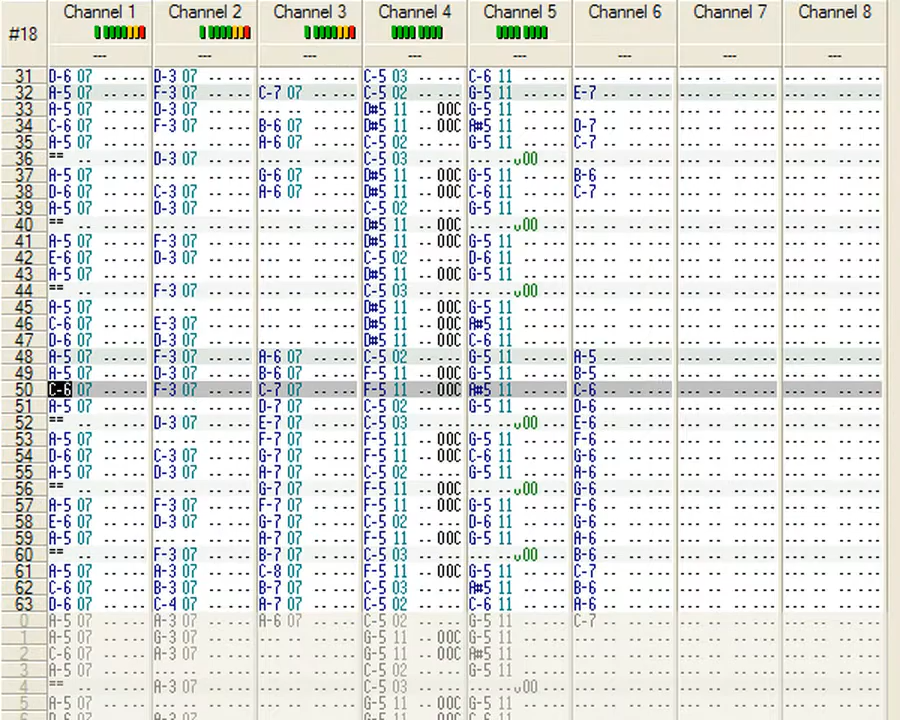 Channel 1 Channel 2 Channel 3 Channel 4 Channel 5 Channel 6 Channel 7 Channel 8
#18
--- --- --- --- --- --- --- ---
31 D-6 07 D-3 07 C-5 03 C-6 11
32 A-5 07 F-3 07 C-7 07 C-5 02 G-5 11 E-7
33 A-5 07 D-3 07 D#5 11 00C G-5 11
34 C-6 07 F-3 07 B-6 07 D#5 11 00C A#5 11 D-7
35 A-5 07 A-6 07 C-5 02 G-5 11 C-7
36 == D-3 07 C-5 03 v00
37 A-5 07 G-6 07 D#5 11 00C G-5 11 B-6
38 D-6 07 C-3 07 A-6 07 D#5 11 00C C-6 11 C-7
39 A-5 07 D-3 07 C-5 02 G-5 11
40 == D#5 11 00C v00
41 A-5 07 F-3 07 D#5 11 00C G-5 11
42 E-6 07 D-3 07 C-5 02 D-6 11
43 A-5 07 D#5 11 00C G-5 11
44 == F-3 07 C-5 03 v00
45 A-5 07 D#5 11 00C G-5 11
46 C-6 07 E-3 07 D#5 11 00C A#5 11
47 D-6 07 D-3 07 D#5 11 00C C-6 11
48 A-5 07 F-3 07 A-6 07 C-5 02 G-5 11 A-5
49 A-5 07 D-3 07 B-6 07 F-5 11 00C G-5 11 B-5
50 C-6 07 F-3 07 C-7 07 F-5 11 00C A#5 11 C-6
51 A-5 07 D-7 07 C-5 02 G-5 11 D-6
52 == D-3 07 E-7 07 C-5 03 v00 E-6
53 A-5 07 F-7 07 F-5 11 00C G-5 11 F-6
54 D-6 07 C-3 07 G-7 07 F-5 11 00C C-6 11 G-6
55 A-5 07 D-3 07 A-7 07 C-5 02 G-5 11 A-6
56 == G-7 07 F-5 11 00C v00 G-6
57 A-5 07 F-3 07 F-7 07 F-5 11 00C G-5 11 F-6
58 E-6 07 D-3 07 G-7 07 C-5 02 D-6 11 G-6
59 A-5 07 A-7 07 F-5 11 00C G-5 11 A-6
60 == F-3 07 B-7 07 C-5 03 v00 B-6
61 A-5 07 A-3 07 C-8 07 F-5 11 00C G-5 11 C-7
62 C-6 07 B-3 07 B-7 07 C-5 03 A#5 11 B-6
63 D-6 07 C-4 07 A-7 07 C-5 02 C-6 11 A-6
0 A-5 07 A-3 07 A-6 07 C-5 02 G-5 11 C-7
1 A-5 07 G-3 07 G-5 11 00C G-5 11
2 C-6 07 A-3 07 G-5 11 00C A#5 11
3 A-5 07 C-5 02 G-5 11
4 == A-3 07 C-5 03 v00
5 A-5 07 G-5 11 00C G-5 11